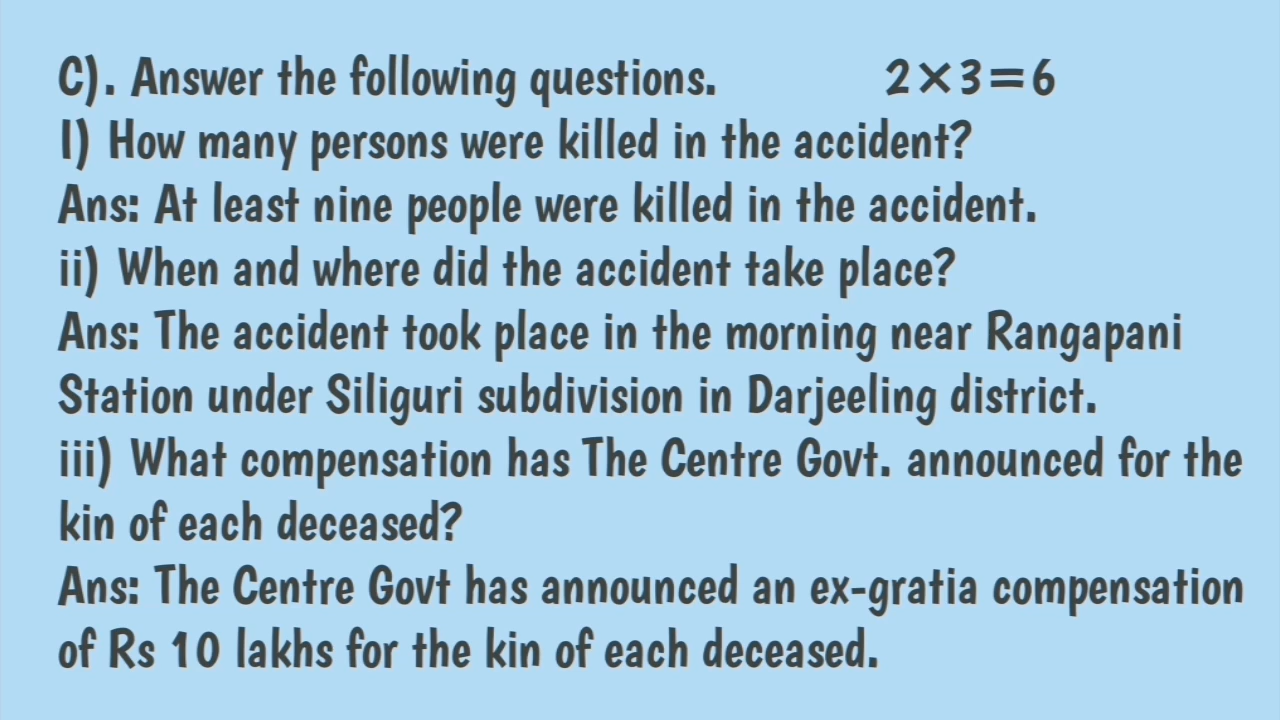 C). Answer the following questions. 2×3=6
I) How many persons were killed in the accident?
Ans: At least nine people were killed in the accident.
ii) When and where did the accident take place?
Ans: The accident took place in the morning near Rangapani
Station under Siliguri subdivision in Darjeeling district.
iii) What compensation has The Centre Govt. announced for the
kin of each deceased?
Ans: The Centre Govt has announced an ex-gratia compensation
of Rs 10 lakhs for the kin of each deceased.